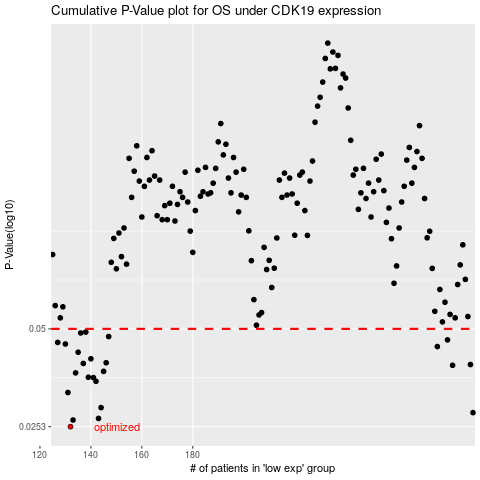 Cumulative P-Value plot for OS under CDK19 expression
P-Value(log10)
0.05
0.0253
optimized
120 140 160 180
# of patients in 'low exp' group